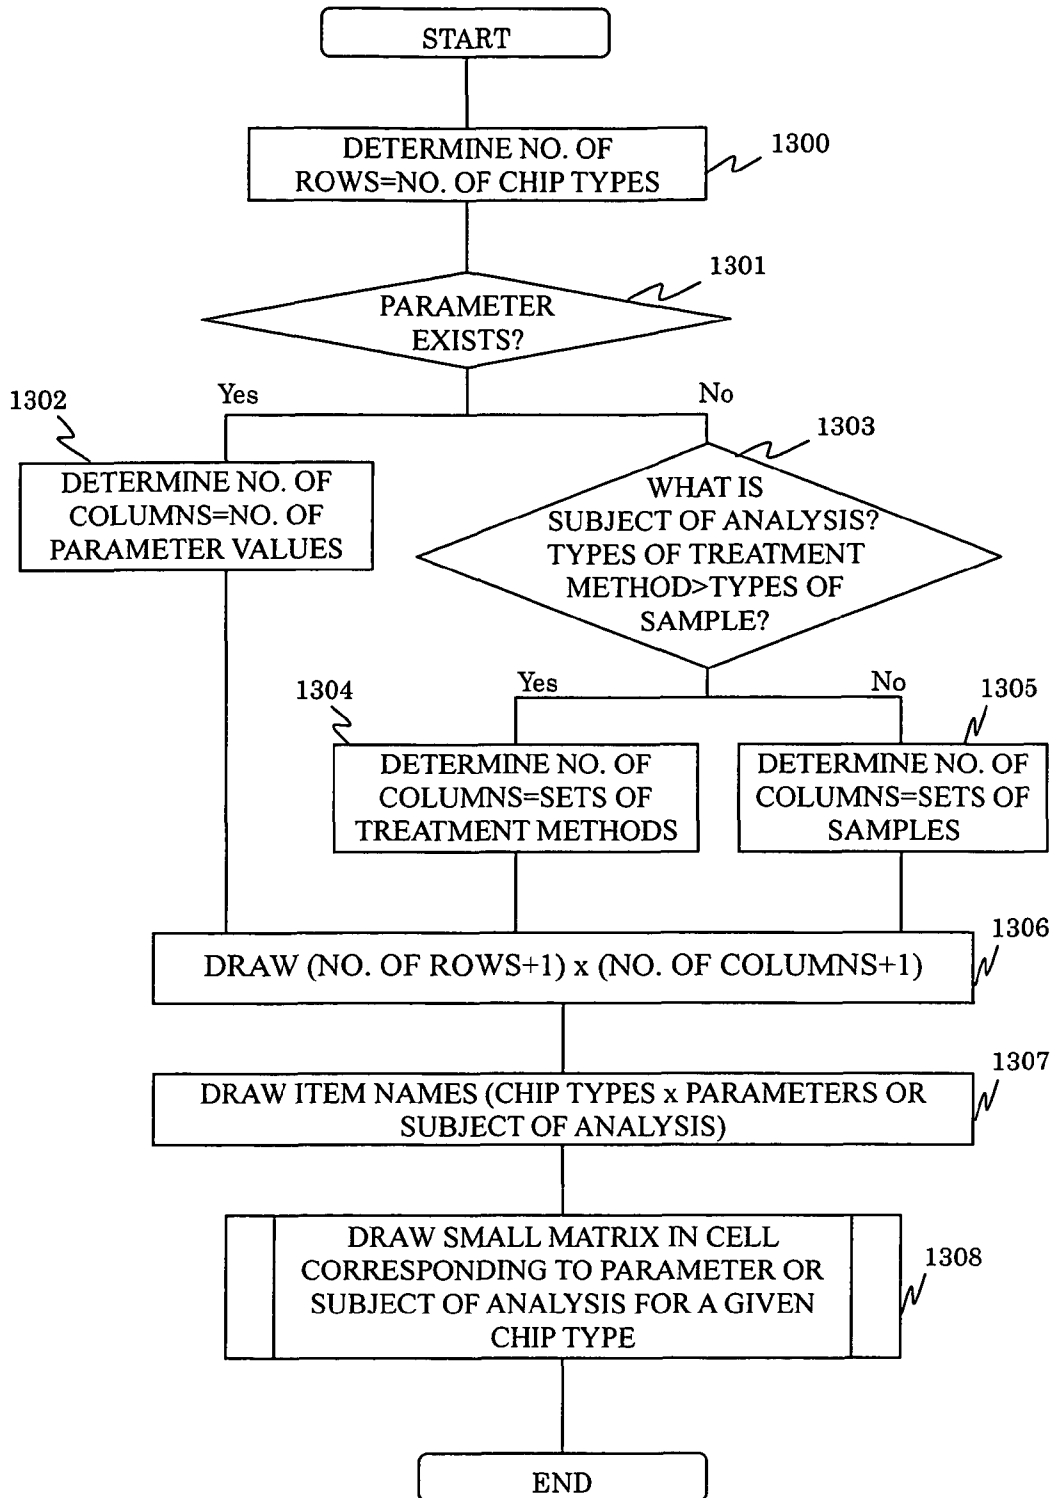 START
DETERMINE NO. OF
ROWS=NO. OF CHIP TYPES
1300
1301
PARAMETER
EXISTS?
Yes
No
1302
1303
DETERMINE NO. OF
COLUMNS=NO. OF
PARAMETER VALUES
WHAT IS
SUBJECT OF ANALYSIS?
TYPES OF TREATMENT
METHOD>TYPES OF
SAMPLE?
1304
Yes
No
1305
DETERMINE NO. OF
COLUMNS=SETS OF
TREATMENT METHODS
DETERMINE NO. OF
COLUMNS=SETS OF
SAMPLES
1306
DRAW (NO. OF ROWS+1) x (NO. OF COLUMNS+1)
1307
DRAW ITEM NAMES (CHIP TYPES x PARAMETERS OR
SUBJECT OF ANALYSIS)
DRAW SMALL MATRIX IN CELL
CORRESPONDING TO PARAMETER OR
SUBJECT OF ANALYSIS FOR A GIVEN
CHIP TYPE
1308
END